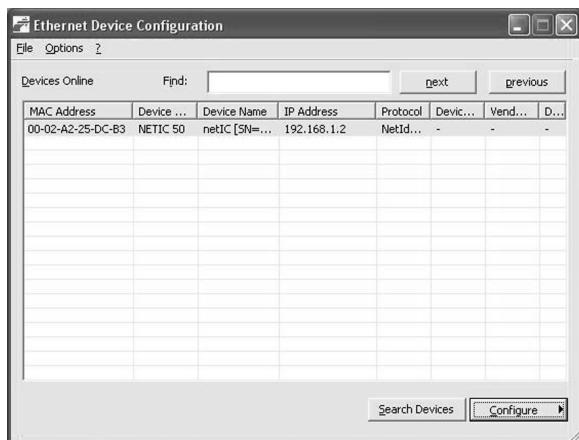 Ethernet Device Configuration
File Options ?
Devices Online Find: next previous
MAC Address Device ... Device Name IP Address Protocol Devic... Vend... D...
00-02-A2-25-DC-B3 NETIC 50 netIC [SN=... 192.168.1.2 NetId... - - -
Search Devices Configure